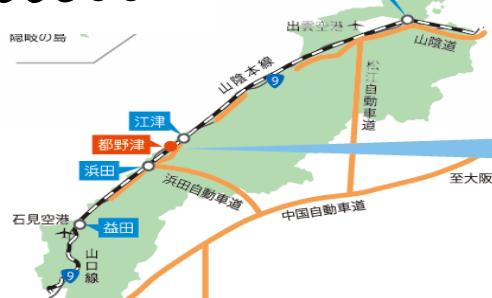 隠岐の島
出雲空港
山陰道
山陰本線
9
松江自動車道
江津
都野津
浜田
浜田自動車道
至大阪
中国自動車道
石見空港
益田
山口線
9